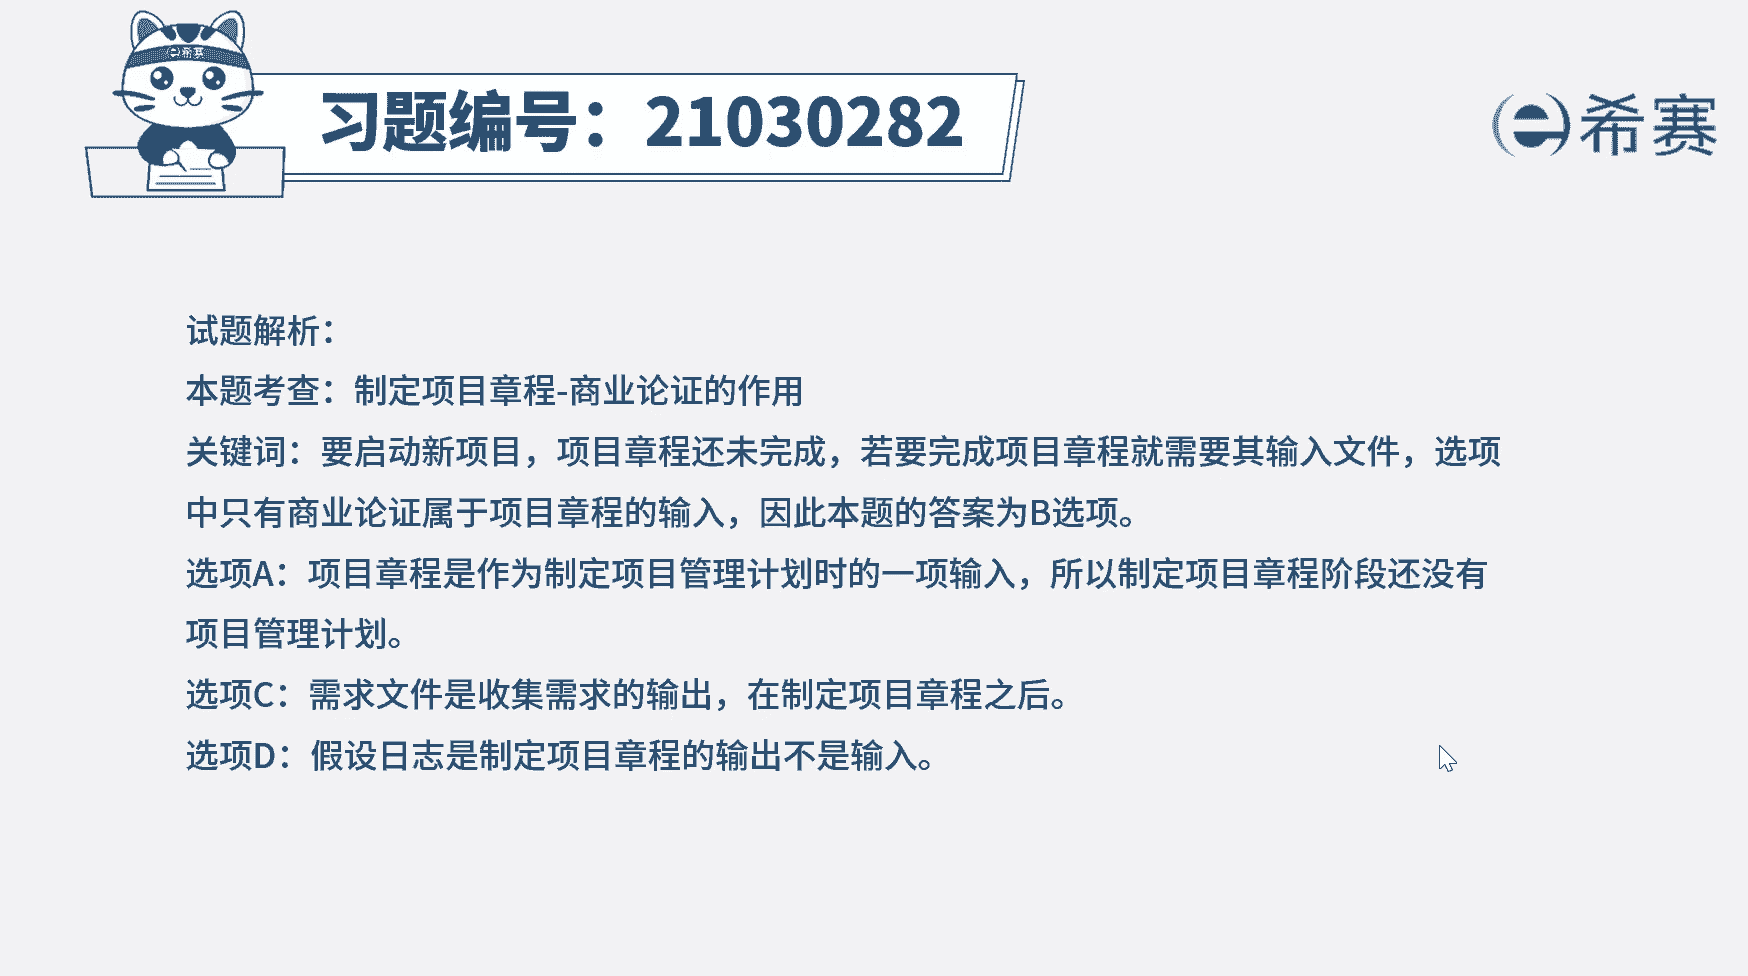 希赛
习题编号：21030282
希赛
试题解析：
本题考查：制定项目章程-商业论证的作用
关键词：要启动新项目，项目章程还未完成，若要完成项目章程就需要其输入文件，选项
中只有商业论证属于项目章程的输入，因此本题的答案为B选项。
选项A：项目章程是作为制定项目管理计划时的一项输入，所以制定项目章程阶段还没有
项目管理计划。
选项C：需求文件是收集需求的输出，在制定项目章程之后。
选项D：假设日志是制定项目章程的输出不是输入。